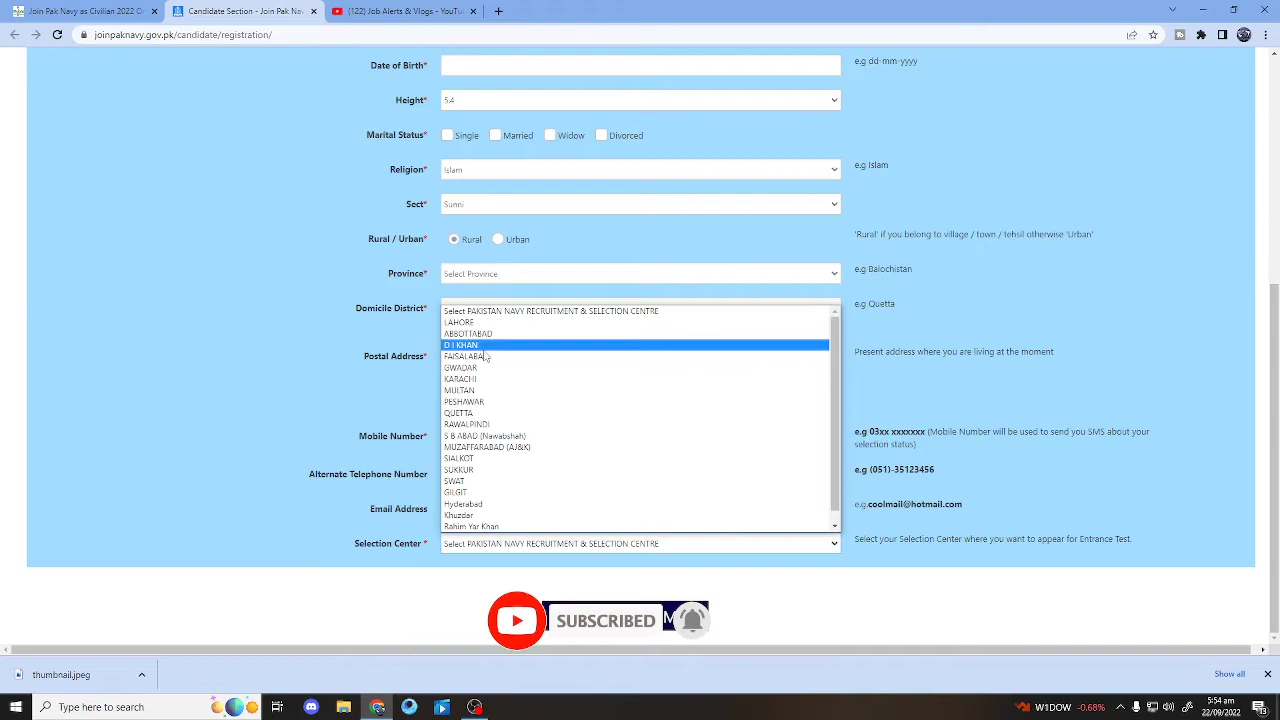 Join Pak Navy as Civilian 2022 On
Candidate Section - Join Pak Nav
(122) Job Alerts & Vlogs - YouTu
joinpaknavy.gov.pk/candidate/registration/
Date of Birth*
e.g dd-mm-yyyy
Height*
5.4
Marital Status*
Single
Married
Widow
Divorced
Religion*
Islam
e.g Islam
Sect*
Sunni
Rural / Urban*
Rural
Urban
'Rural' if you belong to village / town / tehsil otherwise 'Urban'
Province*
Select Province
e.g Balochistan
Domicile District*
e.g Quetta
Select PAKISTAN NAVY RECRUITMENT & SELECTION CENTRE
LAHORE
ABBOTTABAD
D I KHAN
FAISALABAD
GWADAR
KARACHI
MULTAN
PESHAWAR
QUETTA
RAWALPINDI
S B ABAD (Nawabshah)
MUZAFFARABAD (AJ&K)
SIALKOT
SUKKUR
SWAT
GILGIT
Hyderabad
Khuzdar
Rahim Yar Khan
Postal Address*
Present address where you are living at the moment
Mobile Number*
e.g 03xx xxxxxxx (Mobile Number will be used to send you SMS about your
selection status)
Alternate Telephone Number
e.g (051)-35123456
Email Address
e.g.coolmail@hotmail.com
Selection Center *
Select PAKISTAN NAVY RECRUITMENT & SELECTION CENTRE
Select your Selection Center where you want to appear for Entrance Test.
SUBSCRIBED
thumbnail.jpeg
Show all
Type here to search
WIDOW -0.68%
5:54 am
22/09/2022